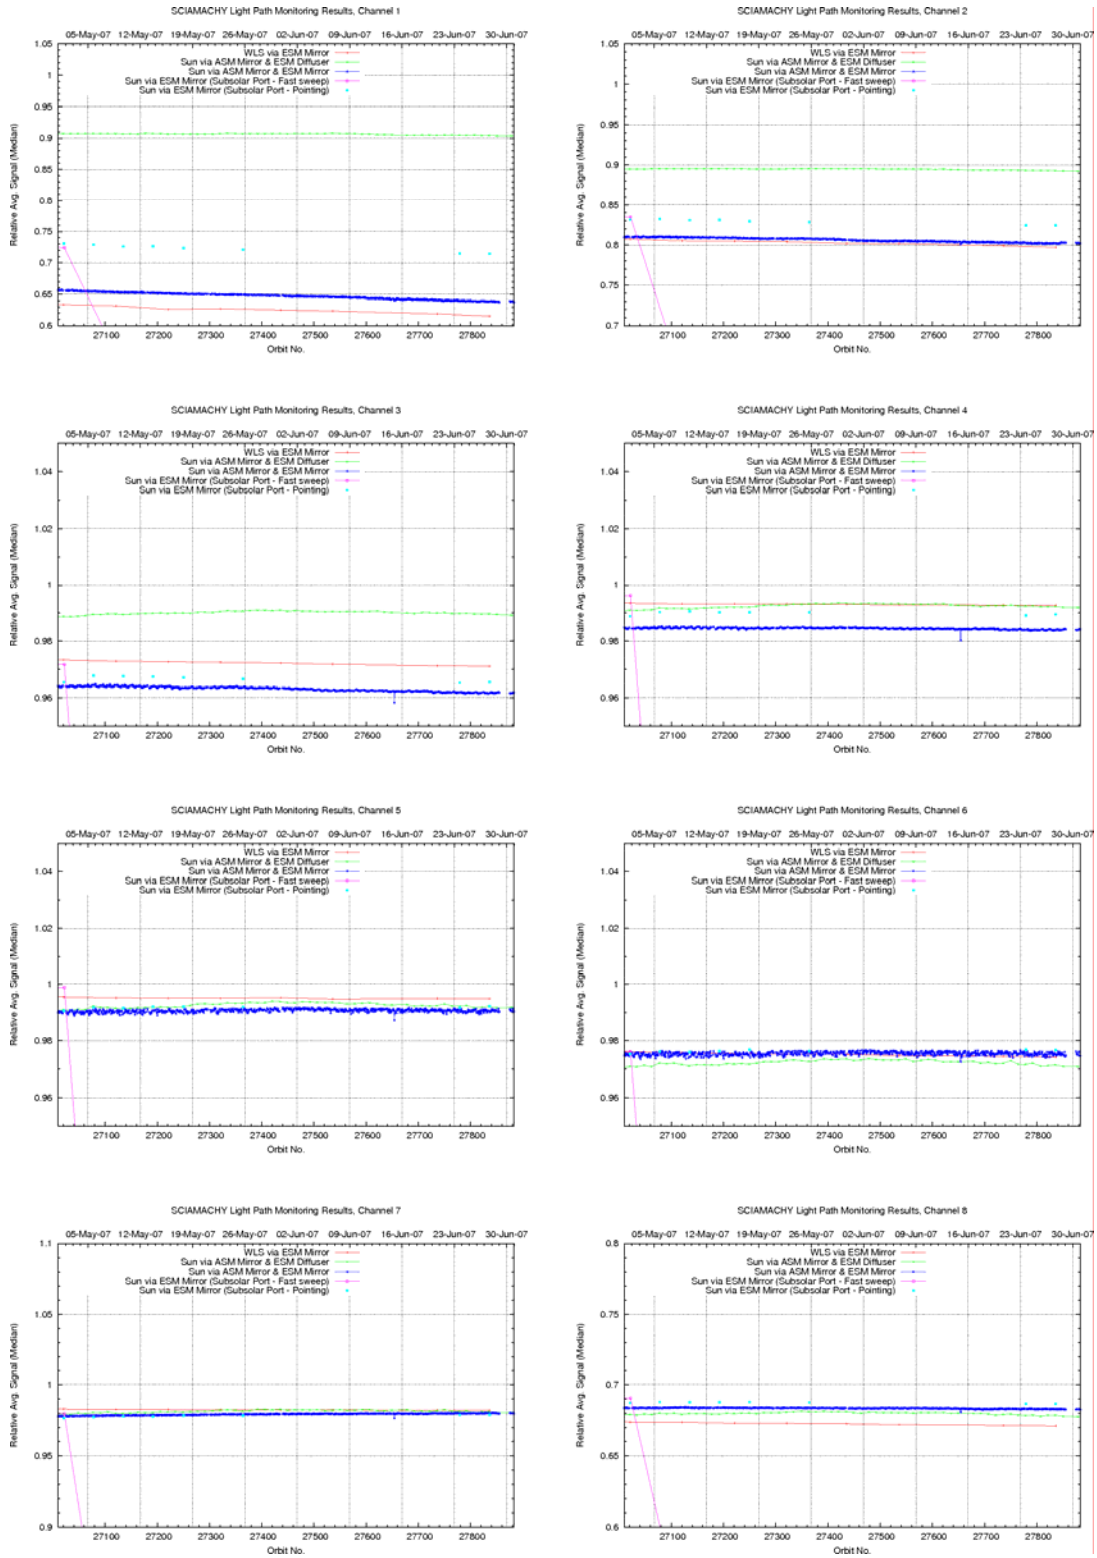 SCIAMACHY Light Path Monitoring Results, Channel 1
05-May-07 12-May-07 19-May-07 26-May-07 02-Jun-07 09-Jun-07 16-Jun-07 23-Jun-07 30-Jun-07
WLS via ESM Mirror
Sun via ASM Mirror & ESM Diffuser
Sun via ASM Mirror & ESM Mirror
Sun via ESM Mirror (Subsolar Port - Fast sweep)
Sun via ESM Mirror (Subsolar Port - Pointing)
Relative Avg. Signal (Median)
1.05
1
0.95
0.9
0.85
0.8
0.75
0.7
0.65
0.6
27100 27200 27300 27400 27500 27600 27700 27800
Orbit No.
SCIAMACHY Light Path Monitoring Results, Channel 2
05-May-07 12-May-07 19-May-07 26-May-07 02-Jun-07 09-Jun-07 16-Jun-07 23-Jun-07 30-Jun-07
WLS via ESM Mirror
Sun via ASM Mirror & ESM Diffuser
Sun via ASM Mirror & ESM Mirror
Sun via ESM Mirror (Subsolar Port - Fast sweep)
Sun via ESM Mirror (Subsolar Port - Pointing)
Relative Avg. Signal (Median)
1.05
1
0.95
0.9
0.85
0.8
0.75
0.7
27100 27200 27300 27400 27500 27600 27700 27800
Orbit No.
SCIAMACHY Light Path Monitoring Results, Channel 3
05-May-07 12-May-07 19-May-07 26-May-07 02-Jun-07 09-Jun-07 16-Jun-07 23-Jun-07 30-Jun-07
WLS via ESM Mirror
Sun via ASM Mirror & ESM Diffuser
Sun via ASM Mirror & ESM Mirror
Sun via ESM Mirror (Subsolar Port - Fast sweep)
Sun via ESM Mirror (Subsolar Port - Pointing)
Relative Avg. Signal (Median)
1.04
1.02
1
0.98
0.96
27100 27200 27300 27400 27500 27600 27700 27800
Orbit No.
SCIAMACHY Light Path Monitoring Results, Channel 4
05-May-07 12-May-07 19-May-07 26-May-07 02-Jun-07 09-Jun-07 16-Jun-07 23-Jun-07 30-Jun-07
WLS via ESM Mirror
Sun via ASM Mirror & ESM Diffuser
Sun via ASM Mirror & ESM Mirror
Sun via ESM Mirror (Subsolar Port - Fast sweep)
Sun via ESM Mirror (Subsolar Port - Pointing)
Relative Avg. Signal (Median)
1.04
1.02
1
0.98
0.96
27100 27200 27300 27400 27500 27600 27700 27800
Orbit No.
SCIAMACHY Light Path Monitoring Results, Channel 5
05-May-07 12-May-07 19-May-07 26-May-07 02-Jun-07 09-Jun-07 16-Jun-07 23-Jun-07 30-Jun-07
WLS via ESM Mirror
Sun via ASM Mirror & ESM Diffuser
Sun via ASM Mirror & ESM Mirror
Sun via ESM Mirror (Subsolar Port - Fast sweep)
Sun via ESM Mirror (Subsolar Port - Pointing)
Relative Avg. Signal (Median)
1.04
1.02
1
0.98
0.96
27100 27200 27300 27400 27500 27600 27700 27800
Orbit No.
SCIAMACHY Light Path Monitoring Results, Channel 6
05-May-07 12-May-07 19-May-07 26-May-07 02-Jun-07 09-Jun-07 16-Jun-07 23-Jun-07 30-Jun-07
WLS via ESM Mirror
Sun via ASM Mirror & ESM Diffuser
Sun via ASM Mirror & ESM Mirror
Sun via ESM Mirror (Subsolar Port - Fast sweep)
Sun via ESM Mirror (Subsolar Port - Pointing)
Relative Avg. Signal (Median)
1.04
1.02
1
0.98
0.96
27100 27200 27300 27400 27500 27600 27700 27800
Orbit No.
SCIAMACHY Light Path Monitoring Results, Channel 7
05-May-07 12-May-07 19-May-07 26-May-07 02-Jun-07 09-Jun-07 16-Jun-07 23-Jun-07 30-Jun-07
WLS via ESM Mirror
Sun via ASM Mirror & ESM Diffuser
Sun via ASM Mirror & ESM Mirror
Sun via ESM Mirror (Subsolar Port - Fast sweep)
Sun via ESM Mirror (Subsolar Port - Pointing)
Relative Avg. Signal (Median)
1.1
1.05
1
0.95
0.9
27100 27200 27300 27400 27500 27600 27700 27800
Orbit No.
SCIAMACHY Light Path Monitoring Results, Channel 8
05-May-07 12-May-07 19-May-07 26-May-07 02-Jun-07 09-Jun-07 16-Jun-07 23-Jun-07 30-Jun-07
WLS via ESM Mirror
Sun via ASM Mirror & ESM Diffuser
Sun via ASM Mirror & ESM Mirror
Sun via ESM Mirror (Subsolar Port - Fast sweep)
Sun via ESM Mirror (Subsolar Port - Pointing)
Relative Avg. Signal (Median)
0.8
0.75
0.7
0.65
0.6
27100 27200 27300 27400 27500 27600 27700 27800
Orbit No.